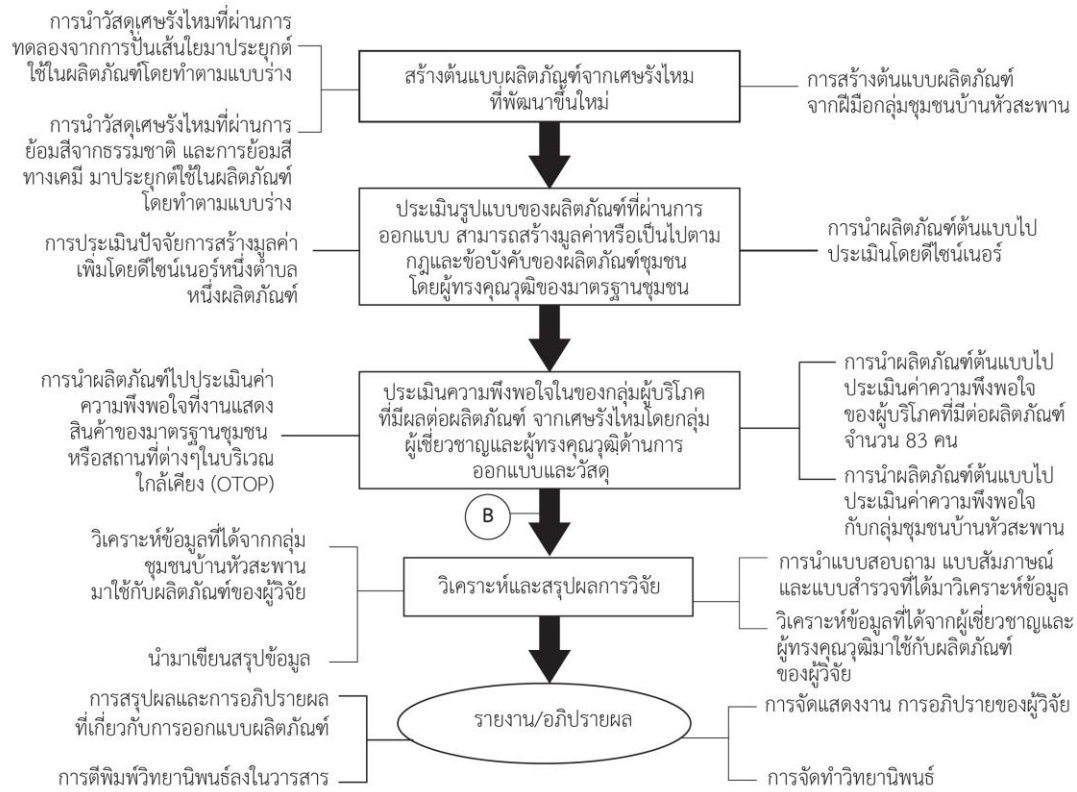 การนำวัสดุเศษรังไหมที่ผ่านการ
ทดลองจากการปั่นเส้นใยมาประยุกต์
ใช้ในผลิตภัณฑ์โดยทำตามแบบร่าง
การนำวัสดุเศษรังไหมที่ผ่านการ
ย้อมสีจากธรรมชาติ และการย้อมสี
ทางเคมี มาประยุกต์ใช้ในผลิตภัณฑ์
โดยทำตามแบบร่าง
สร้างต้นแบบผลิตภัณฑ์จากเศษรังไหม
ที่พัฒนาขึ้นใหม่
การสร้างต้นแบบผลิตภัณฑ์
จากฝีมือกลุ่มชุมชนบ้านหัวสะพาน
การประเมินปัจจัยการสร้างมูลค่า
เพิ่มโดยดีไซน์เนอร์หนึ่งตำบล
หนึ่งผลิตภัณฑ์
ประเมินรูปแบบของผลิตภัณฑ์ที่ผ่านการ
ออกแบบ สามารถสร้างมูลค่าหรือเป็นไปตาม
กฎและข้อบังคับของผลิตภัณฑ์ชุมชน
โดยผู้ทรงคุณวุฒิของมาตรฐานชุมชน
การนำผลิตภัณฑ์ต้นแบบไป
ประเมินโดยดีไซน์เนอร์
การนำผลิตภัณฑ์ไปประเมินค่า
ความพึงพอใจที่งานแสดง
สินค้าของมาตรฐานชุมชน
หรือสถานที่ต่างๆในบริเวณ
ใกล้เคียง (OTOP)
ประเมินความพึงพอใจในของกลุ่มผู้บริโภค
ที่มีผลต่อผลิตภัณฑ์ จากเศษรังไหมโดยกลุ่ม
ผู้เชี่ยวชาญและผู้ทรงคุณวุฒิด้านการ
ออกแบบและวัสดุ
การนำผลิตภัณฑ์ต้นแบบไป
ประเมินค่าความพึงพอใจ
ของผู้บริโภคที่มีต่อผลิตภัณฑ์
จำนวน 83 คน
การนำผลิตภัณฑ์ต้นแบบไป
ประเมินค่าความพึงพอใจ
กับกลุ่มชุมชนบ้านหัวสะพาน
B
วิเคราะห์ข้อมูลที่ได้จากกลุ่ม
ชุมชนบ้านหัวสะพาน
มาใช้กับผลิตภัณฑ์ของผู้วิจัย
นำมาเขียนสรุปข้อมูล
วิเคราะห์และสรุปผลการวิจัย
การนำแบบสอบถาม แบบสัมภาษณ์
และแบบสำรวจที่ได้มาวิเคราะห์ข้อมูล
วิเคราะห์ข้อมูลที่ได้จากผู้เชี่ยวชาญและ
ผู้ทรงคุณวุฒิมาใช้กับผลิตภัณฑ์
ของผู้วิจัย
การสรุปผลและการอภิปรายผล
ที่เกี่ยวกับการออกแบบผลิตภัณฑ์
การตีพิมพ์วิทยานิพนธ์ลงในวารสาร
รายงาน/อภิปรายผล
การจัดแสดงงาน การอภิปรายของผู้วิจัย
การจัดทำวิทยานิพนธ์